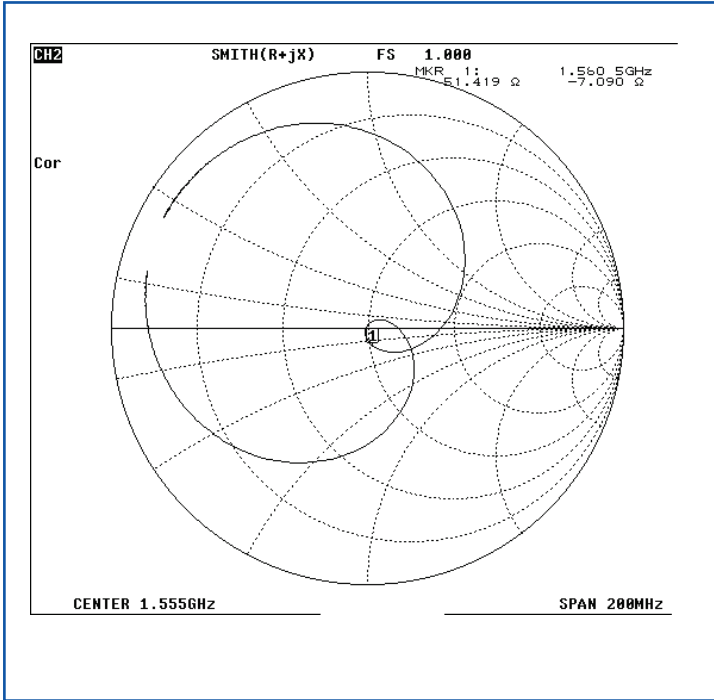 CH2 SMITH(R+jX) FS 1.000
MKR 1: 1.560 5GHz
51.419 Ω -7.090 Ω
Cor
1
CENTER 1.555GHz SPAN 200MHz